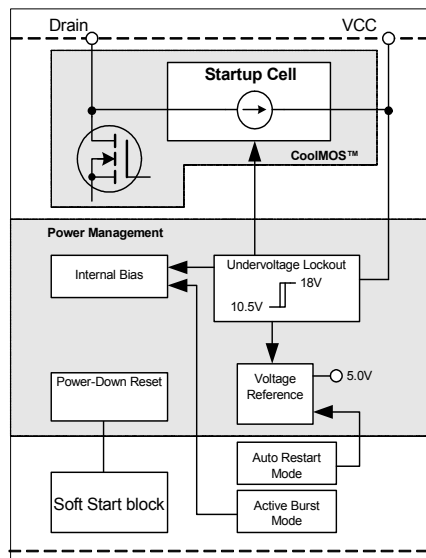 Drain
VCC
Startup Cell
CoolMOS™
Power Management
Internal Bias
Undervoltage Lockout
18V
10.5V
Power-Down Reset
Voltage
Reference
5.0V
Soft Start block
Auto Restart
Mode
Active Burst
Mode